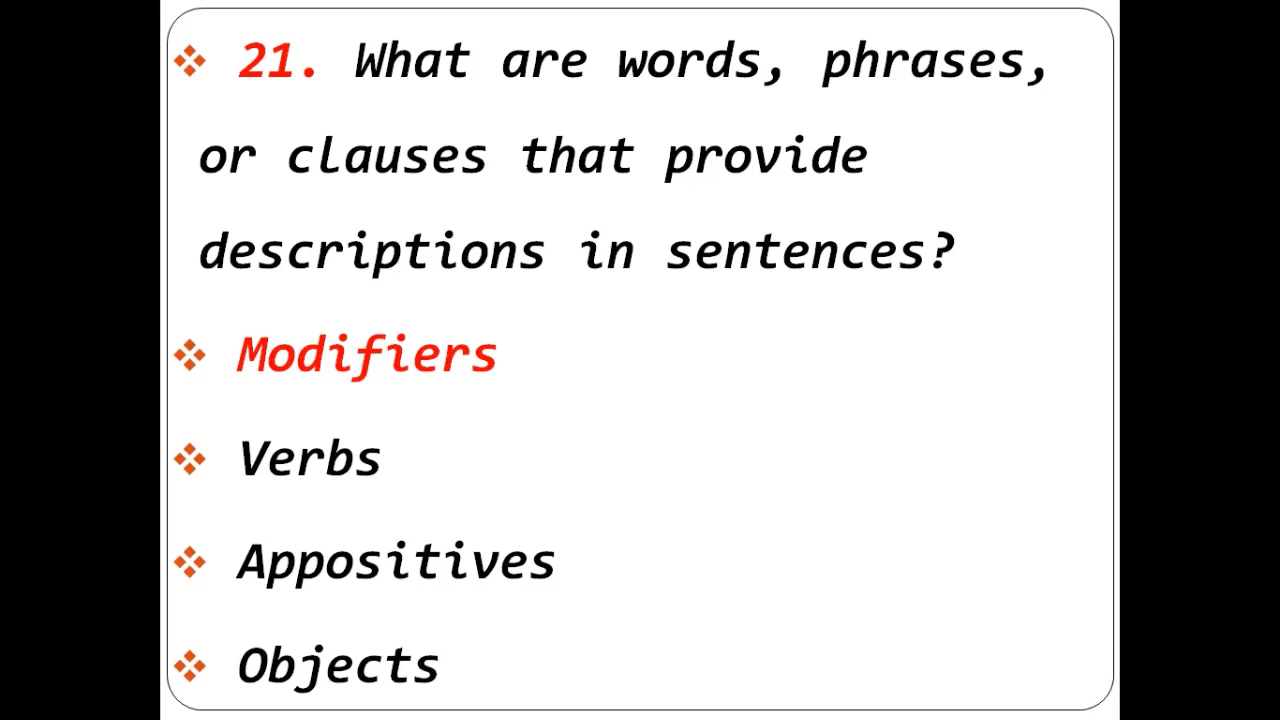 ❖ 21. What are words, phrases,
or clauses that provide
descriptions in sentences?
❖ Modifiers
❖ Verbs
❖ Appositives
❖ Objects